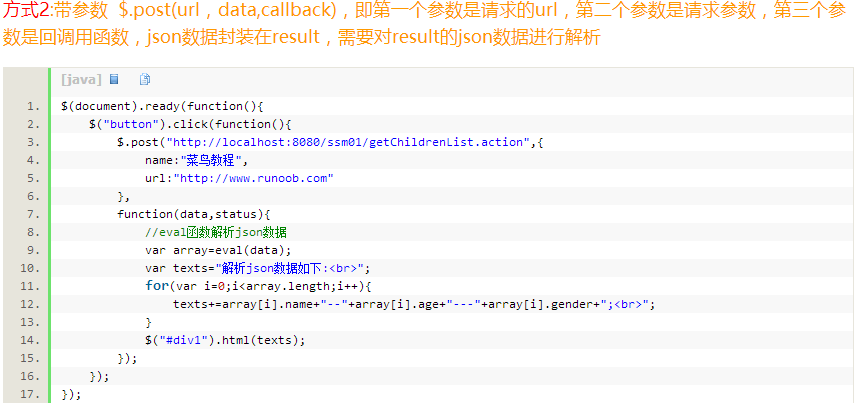 方式2:带参数 $.post(url，data,callback)，即第一个参数是请求的url，第二个参数是请求参数，第三个参
数是回调用函数，json数据封装在result，需要对result的json数据进行解析
[java]
1. $(document).ready(function(){
2. $("button").click(function(){
3. $.post("http://localhost:8080/ssm01/getChildrenList.action",{
4. name:"菜鸟教程",
5. url:"http://www.runoob.com"
6. },
7. function(data,status){
8. //eval函数解析json数据
9. var array=eval(data);
10. var texts="解析json数据如下:<br>";
11. for(var i=0;i<array.length;i++){
12. texts+=array[i].name+"--"+array[i].age+"---"+array[i].gender+";<br>";
13. }
14. $("#div1").html(texts);
15. });
16. });
17. });